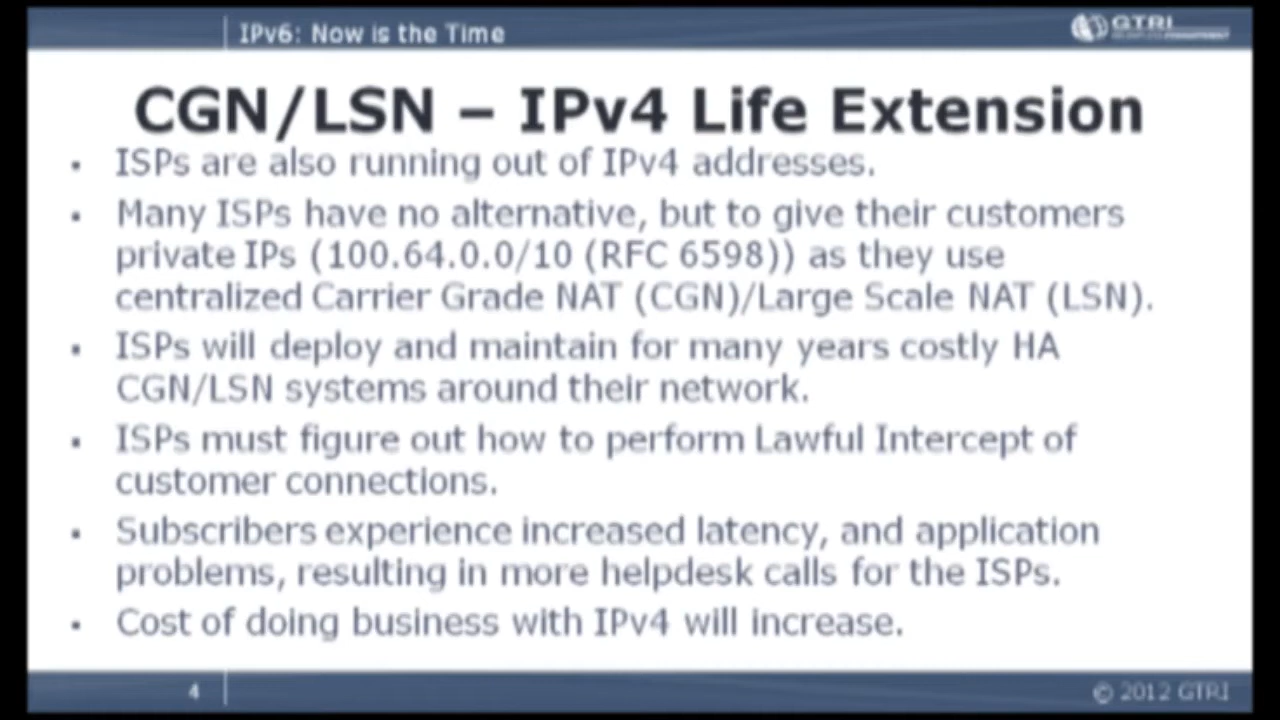 IPv6: Now is the Time
GTRI
CGN/LSN – IPv4 Life Extension
▪ ISPs are also running out of IPv4 addresses.
▪ Many ISPs have no alternative, but to give their customers
private IPs (100.64.0.0/10 (RFC 6598)) as they use
centralized Carrier Grade NAT (CGN)/Large Scale NAT (LSN).
▪ ISPs will deploy and maintain for many years costly HA
CGN/LSN systems around their network.
▪ ISPs must figure out how to perform Lawful Intercept of
customer connections.
▪ Subscribers experience increased latency, and application
problems, resulting in more helpdesk calls for the ISPs.
▪ Cost of doing business with IPv4 will increase.
4
© 2012 GTRI